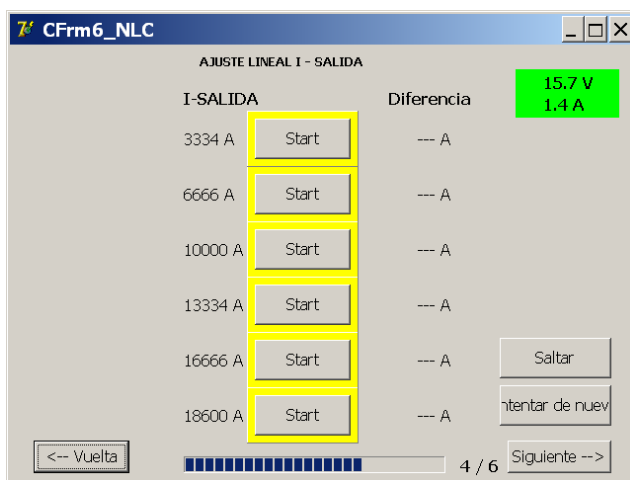 CFrm6_NLC
AJUSTE LINEAL I - SALIDA
I-SALIDA Diferencia
15.7 V
1.4 A
3334 A Start --- A
6666 A Start --- A
10000 A Start --- A
13334 A Start --- A
16666 A Start --- A
Saltar
18600 A Start --- A
ntentar de nuev
<-- Vuelta
4 / 6
Siguiente -->